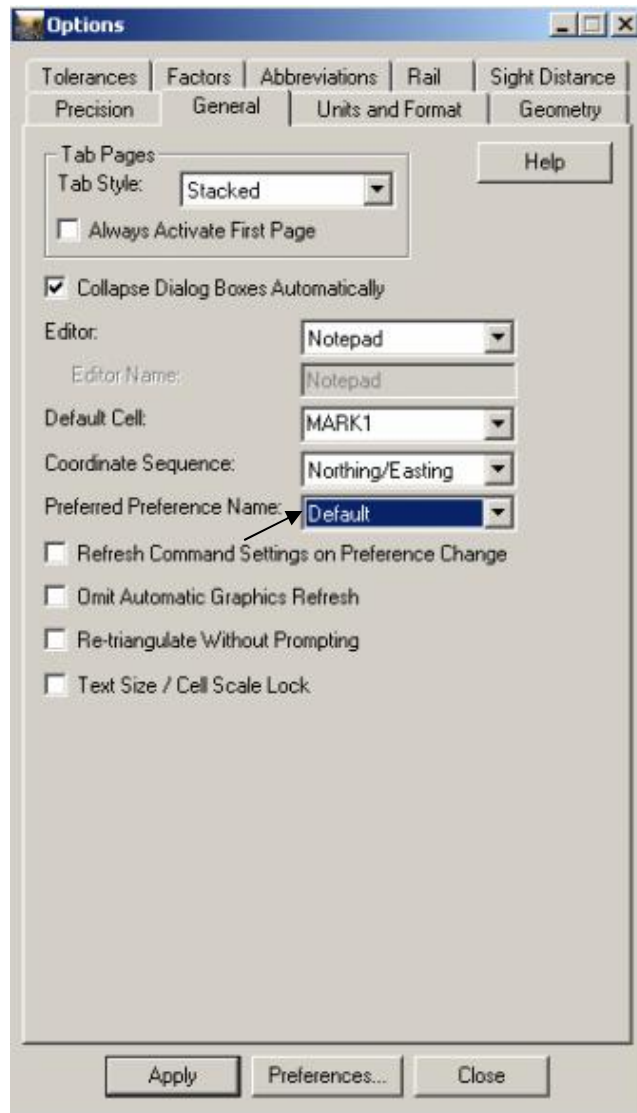 Options
Tolerances Factors Abbreviations Rail Sight Distance
Precision General Units and Format Geometry
Tab Pages
Help
Tab Style: Stacked
Always Activate First Page
Collapse Dialog Boxes Automatically
Editor: Notepad
Editor Name: Notepad
Default Cell: MARK1
Coordinate Sequence: Northing/Easting
Preferred Preference Name: Default
Refresh Command Settings on Preference Change
Omit Automatic Graphics Refresh
Re-triangulate Without Prompting
Text Size / Cell Scale Lock
Apply Preferences... Close